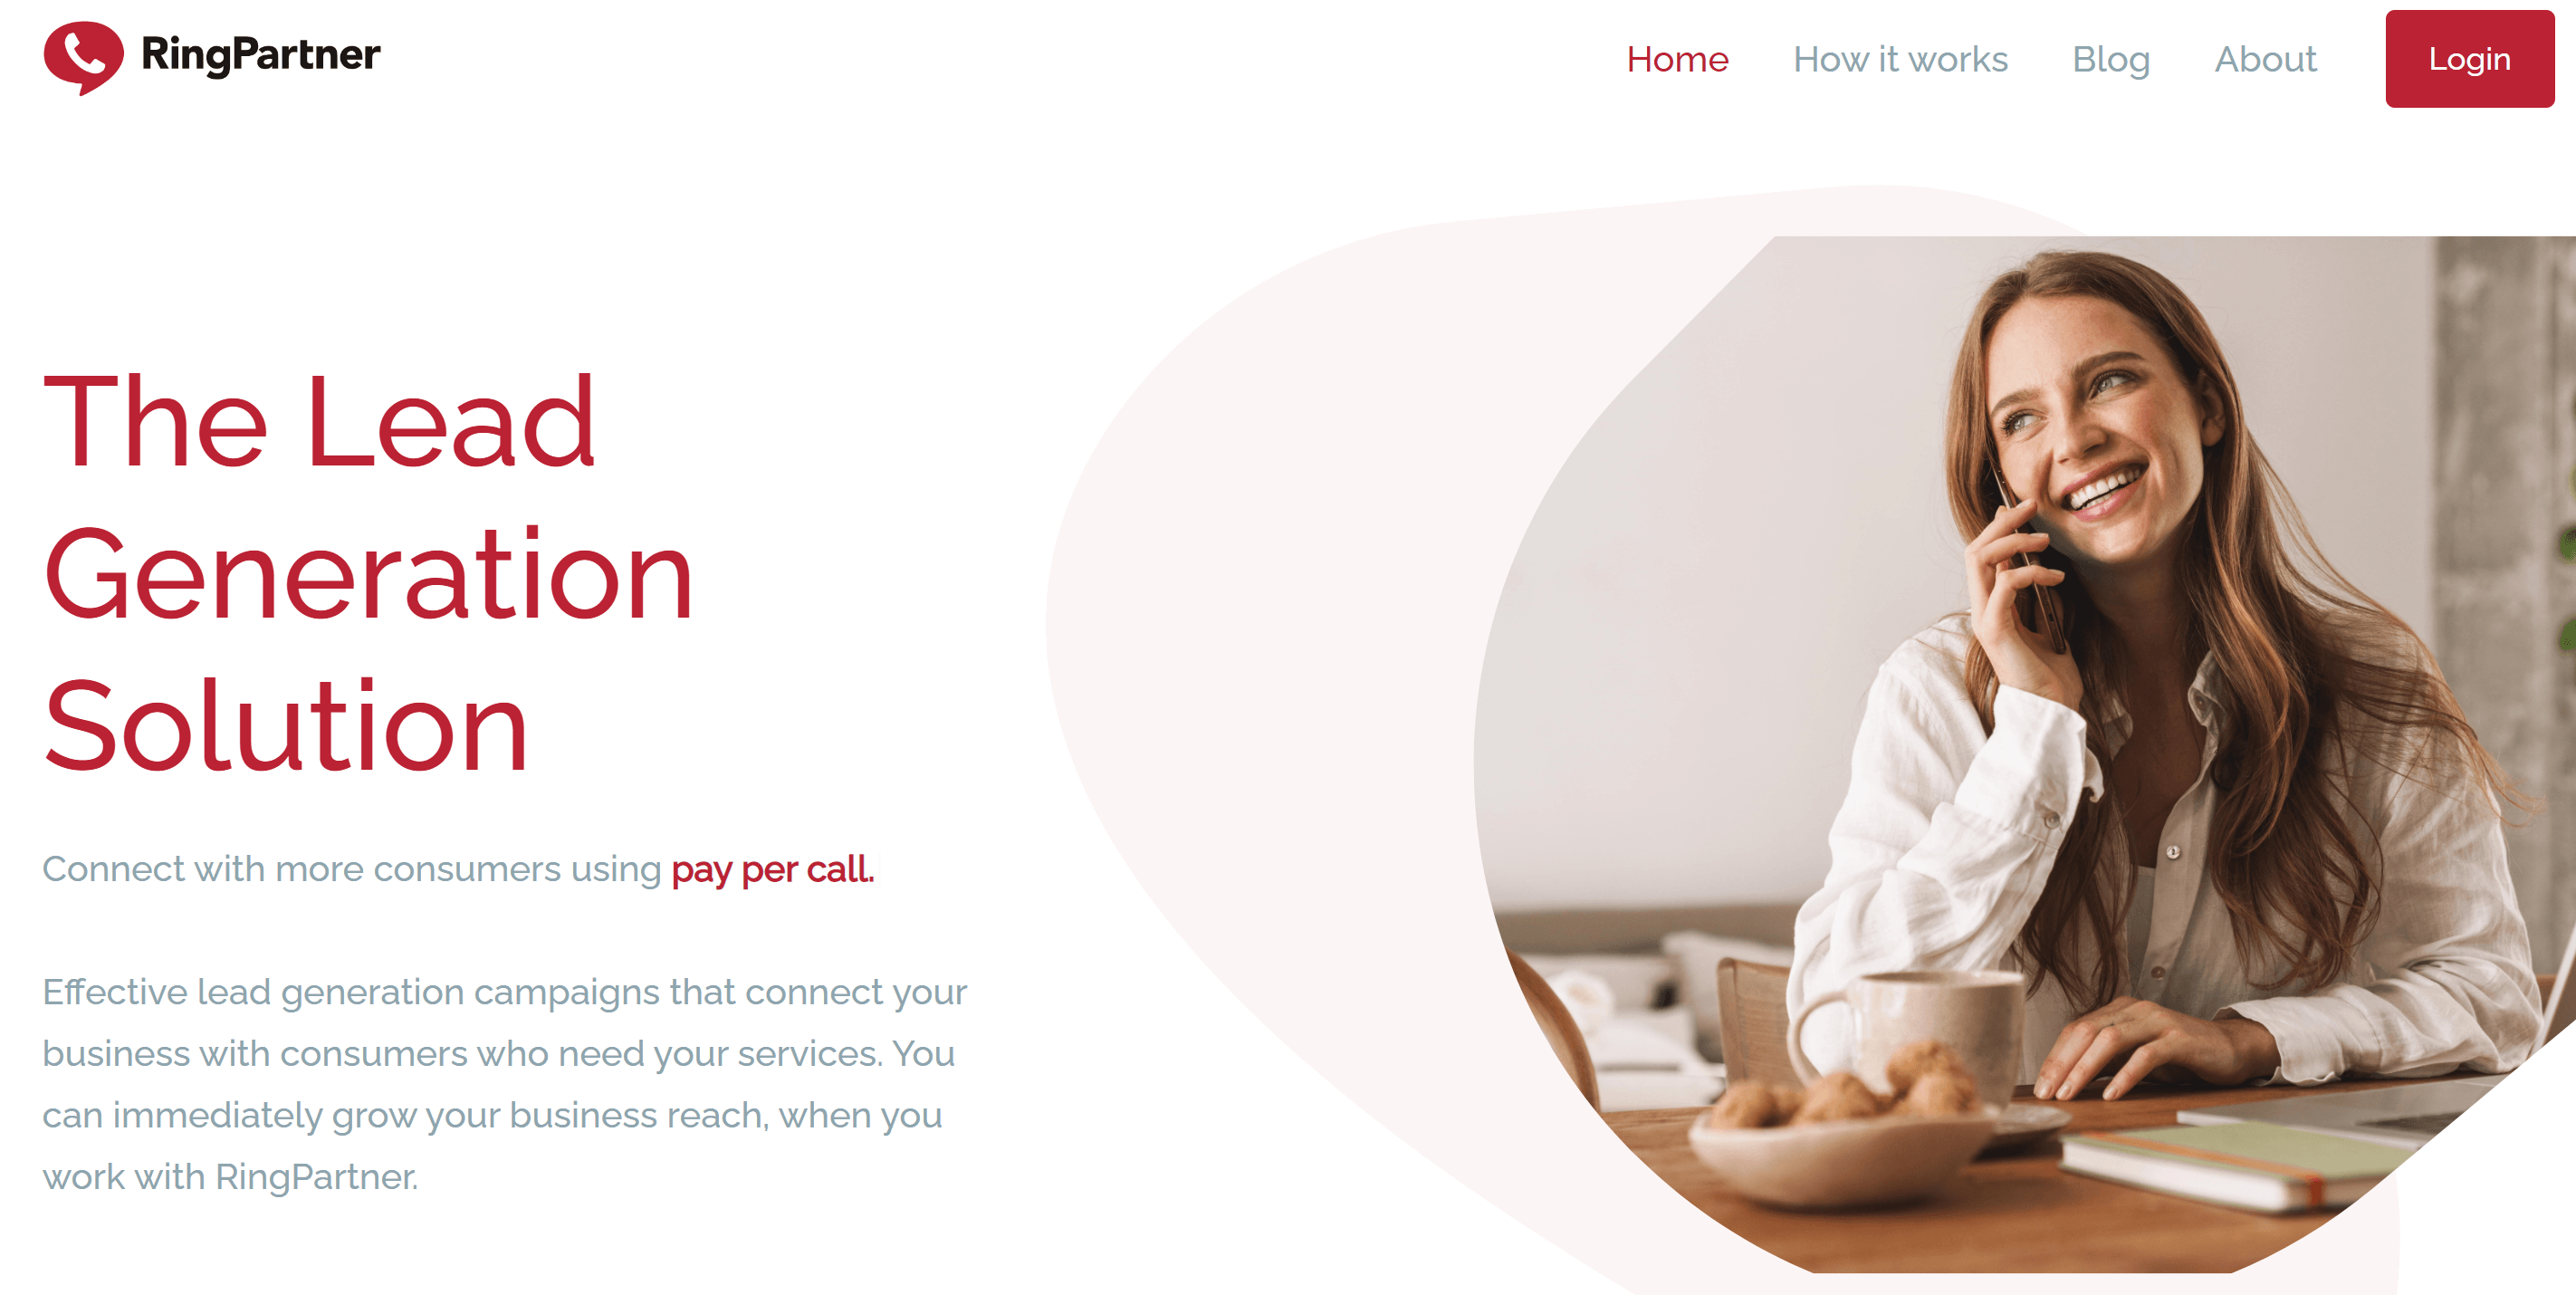 RingPartner
Home How it works Blog About Login
The Lead
Generation
Solution
Connect with more consumers using pay per call.
Effective lead generation campaigns that connect your
business with consumers who need your services. You
can immediately grow your business reach, when you
work with RingPartner.